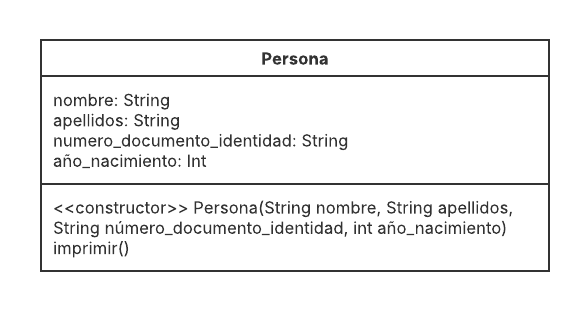 Persona
nombre: String
apellidos: String
numero_documento_identidad: String
año_nacimiento: Int
<<constructor>> Persona(String nombre, String apellidos,
String número_documento_identidad, int año_nacimiento)
imprimir()